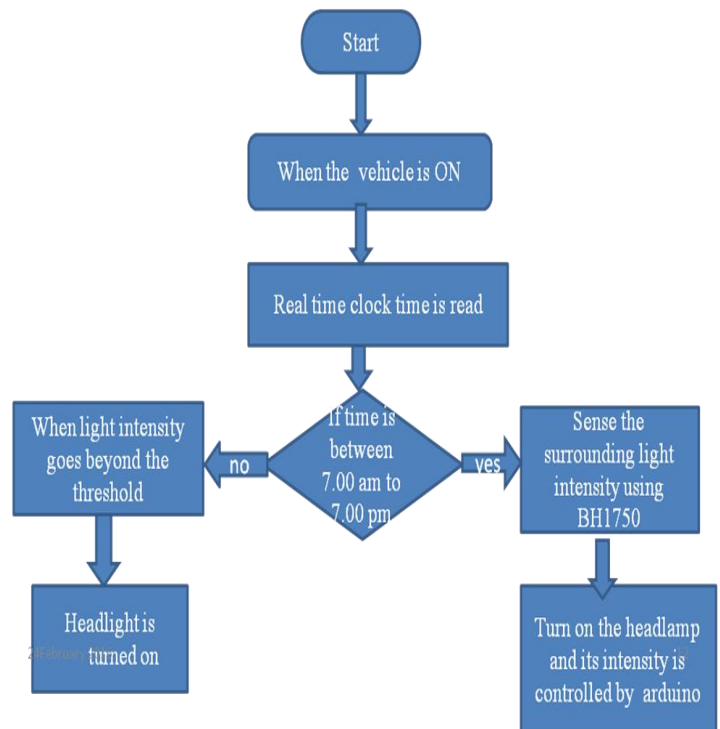 Start
When the vehicle is ON
Real time clock time is read
If time is
between
7.00 am to
7.00 pm
no
yes
When light intensity
goes beyond the
threshold
Sense the
surrounding light
intensity using
BH1750
Headlight is
turned on
Turn on the headlamp
and its intensity is
controlled by arduino
24February